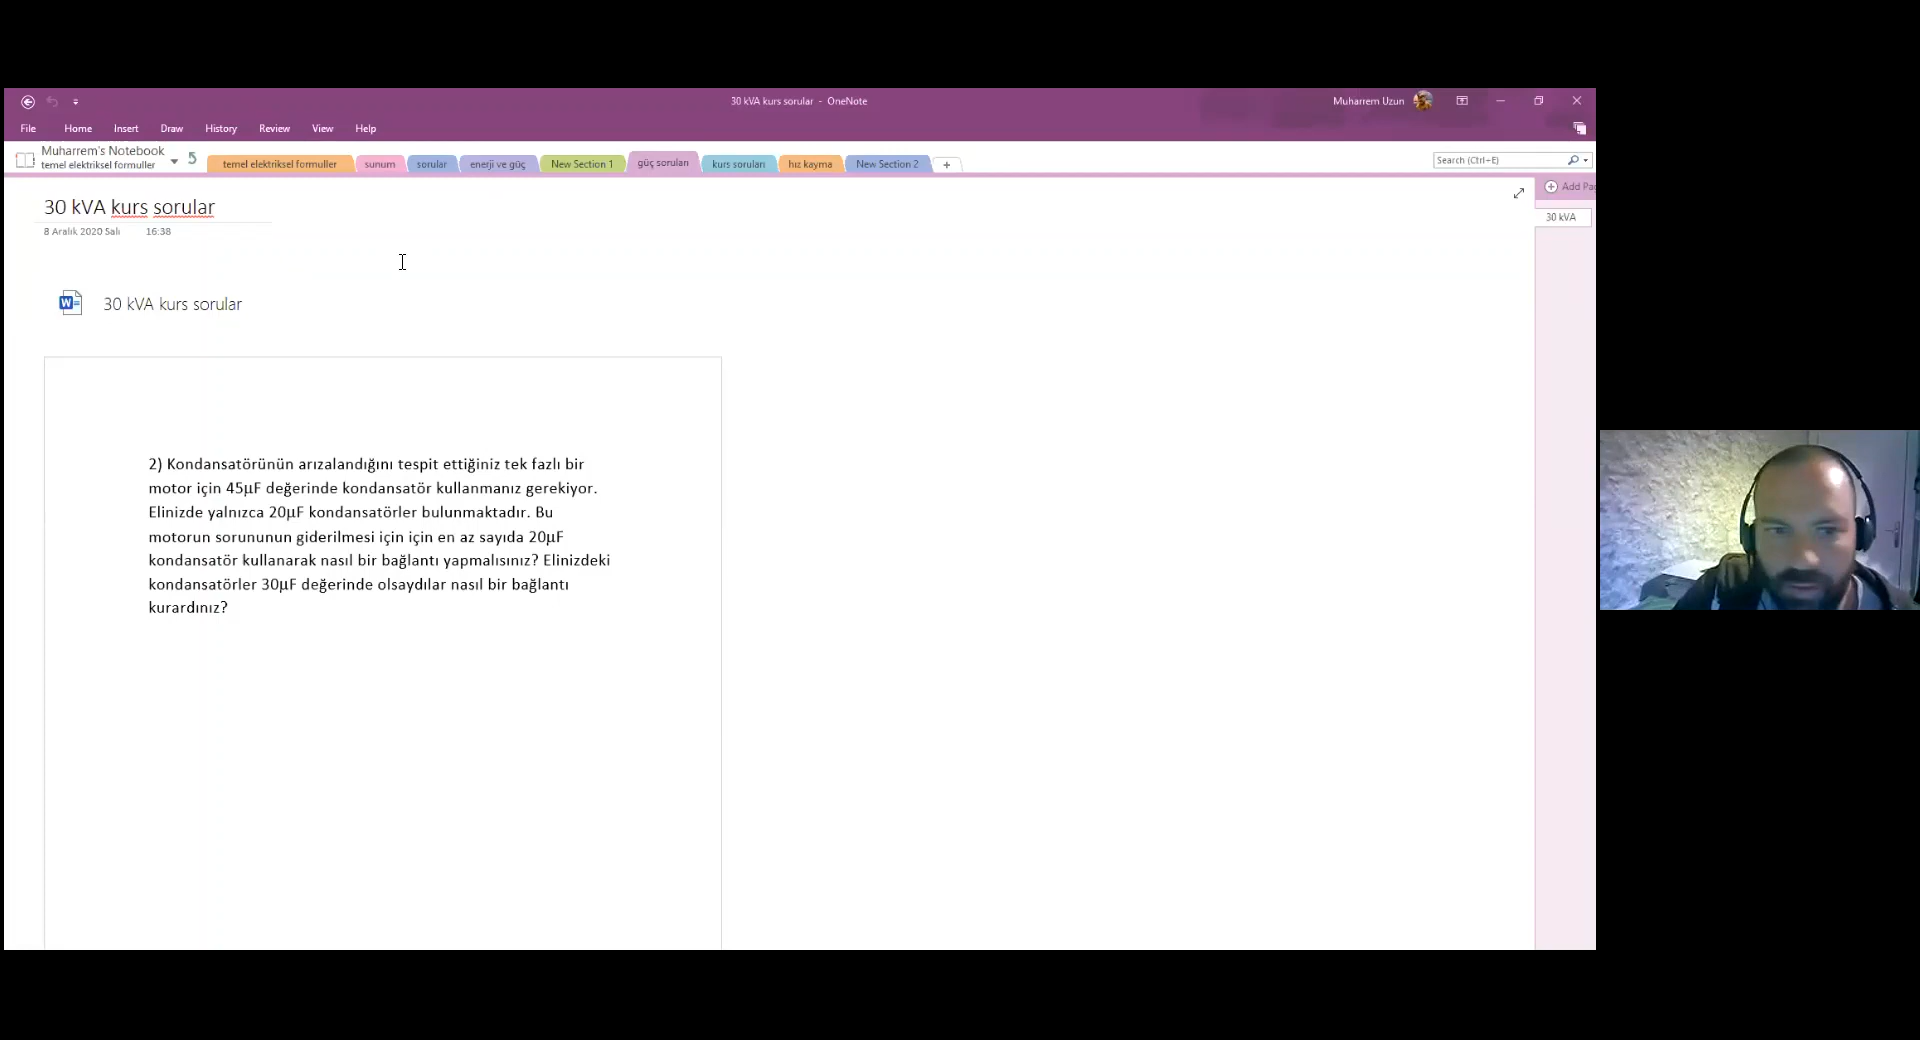 30 kVA kurs sorular - OneNote
Muharrem Uzun
File Home Insert Draw History Review View Help
Muharrem's Notebook
temel elektriksel formuller
temel elektriksel formuller sunum sorular enerji ve güç New Section 1 güç soruları kurs soruları hız kayma New Section 2 +
Search (Ctrl+E)
Add Pag
30 kVA
30 kVA kurs sorular
8 Aralık 2020 Salı 16:38
30 kVA kurs sorular
2) Kondansatörünün arızalandığını tespit ettiğiniz tek fazlı bir
motor için 45µF değerinde kondansatör kullanmanız gerekiyor.
Elinizde yalnızca 20µF kondansatörler bulunmaktadır. Bu
motorun sorununun giderilmesi için için en az sayıda 20µF
kondansatör kullanarak nasıl bir bağlantı yapmalısınız? Elinizdeki
kondansatörler 30µF değerinde olsaydılar nasıl bir bağlantı
kurardınız?